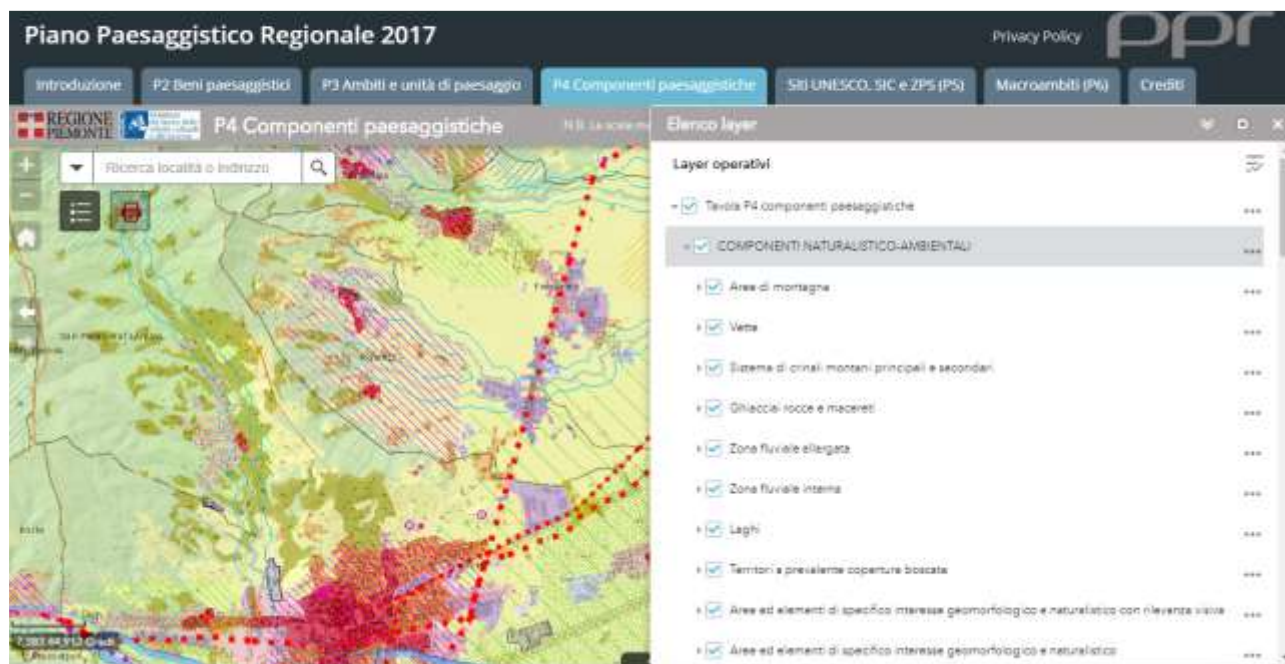 Piano Paesaggistico Regionale 2017
Privacy Policy
ppr
Introduzione
P2 Beni paesaggistici
P3 Ambiti e unità di paesaggio
P4 Componenti paesaggistiche
Siti UNESCO, SIC e ZPS (P5)
Macroambiti (P6)
Crediti
REGIONE
PIEMONTE
P4 Componenti paesaggistiche
N.B. La scale
Elenco layer
Ricerca località o indirizzo
Layer operativi
Tavola P4 componenti paesaggistiche
COMPONENTI NATURALISTICO-AMBIENTALI
Aree di montagna
Vette
Sistema di crinali montani principali e secondari
Ghiacciai rocce e macereti
Zona fluviale allargata
Zona fluviale interna
Laghi
Territori a prevalente copertura boscata
Aree ed elementi di specifico interesse geomorfologico e naturalistico con rilevanza visiva
Aree ed elementi di specifico interesse geomorfologico e naturalistico